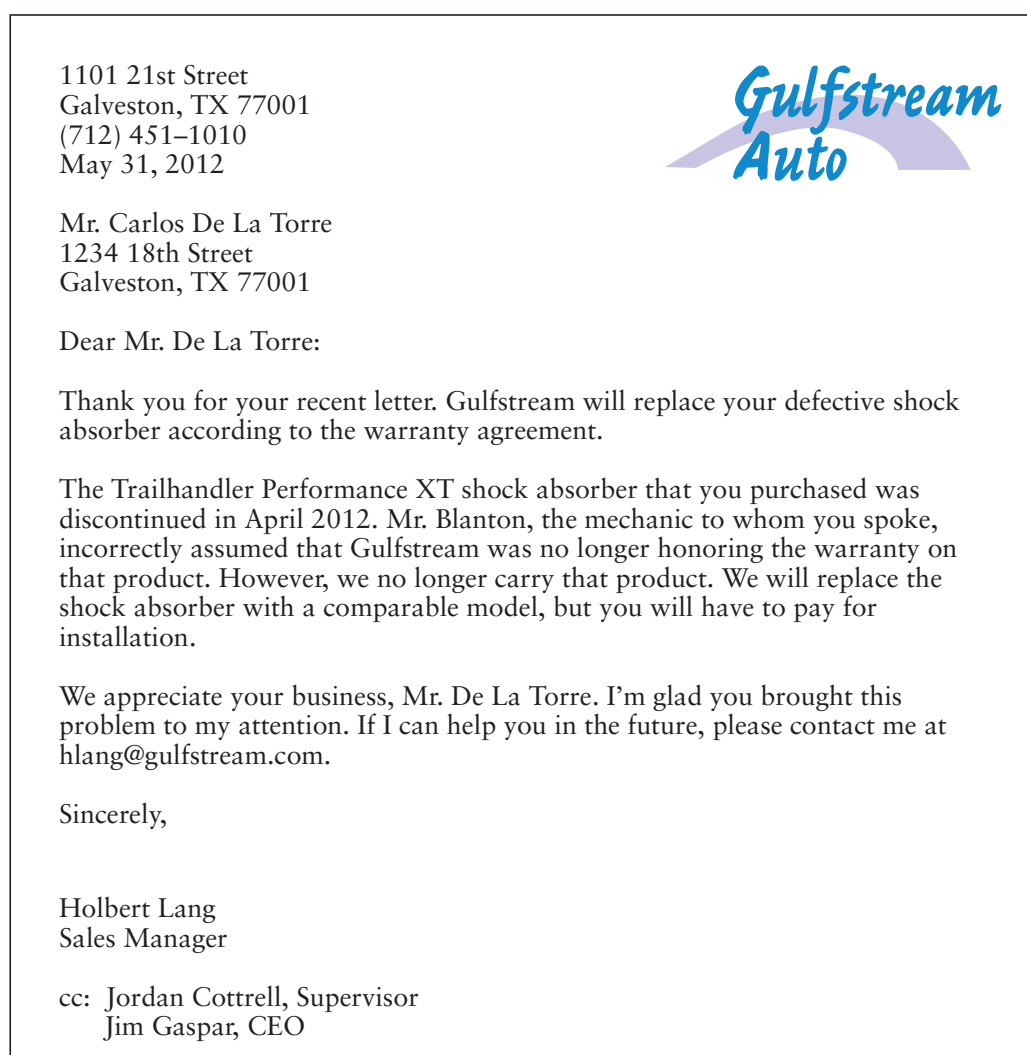 1101 21st Street
Galveston, TX 77001
(712) 451–1010
May 31, 2012
Gulfstream
Auto
Mr. Carlos De La Torre
1234 18th Street
Galveston, TX 77001
Dear Mr. De La Torre:
Thank you for your recent letter. Gulfstream will replace your defective shock
absorber according to the warranty agreement.
The Trailhandler Performance XT shock absorber that you purchased was
discontinued in April 2012. Mr. Blanton, the mechanic to whom you spoke,
incorrectly assumed that Gulfstream was no longer honoring the warranty on
that product. However, we no longer carry that product. We will replace the
shock absorber with a comparable model, but you will have to pay for
installation.
We appreciate your business, Mr. De La Torre. I’m glad you brought this
problem to my attention. If I can help you in the future, please contact me at
hlang@gulfstream.com.
Sincerely,
Holbert Lang
Sales Manager
cc: Jordan Cottrell, Supervisor
Jim Gaspar, CEO